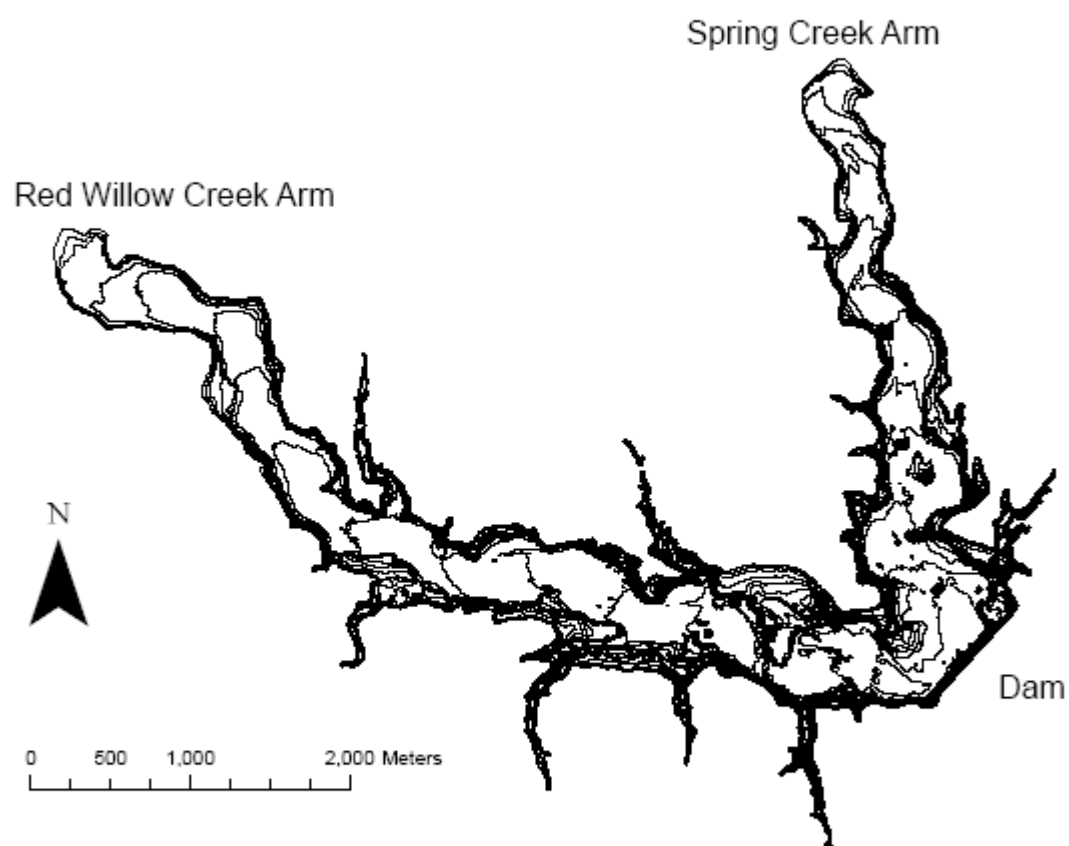 Spring Creek Arm
Red Willow Creek Arm
N
Dam
0 500 1,000 2,000 Meters